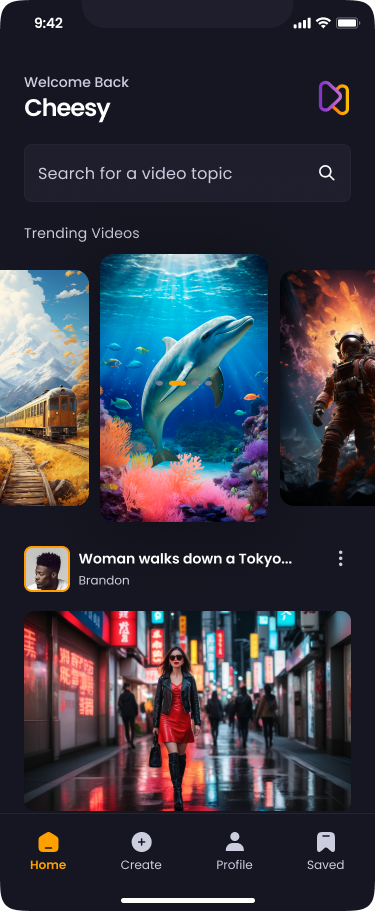 9:42
Welcome Back
Cheesy
Search for a video topic
Trending Videos
Woman walks down a Tokyo...
Brandon
Home
Create
Profile
Saved